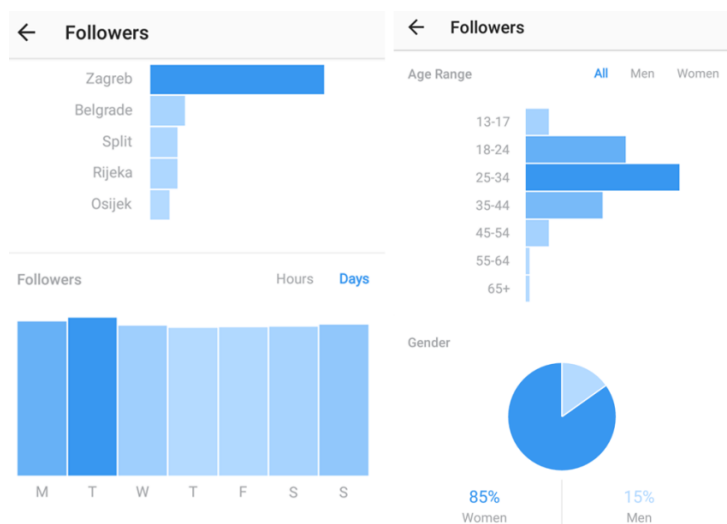 ← Followers
Zagreb
Belgrade
Split
Rijeka
Osijek
Followers Hours Days
M T W T F S S
← Followers
Age Range All Men Women
13-17
18-24
25-34
35-44
45-54
55-64
65+
Gender
85% 15%
Women Men